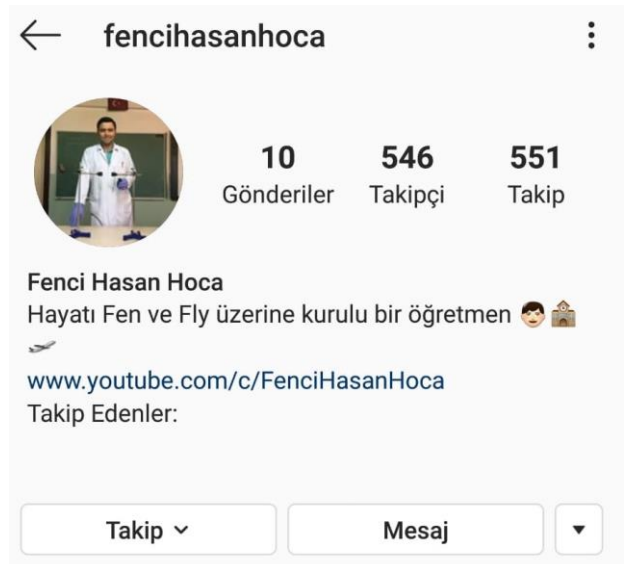 fencihasanhoca
10 546 551
Gönderiler Takipçi Takip
Fenci Hasan Hoca
Hayatı Fen ve Fly üzerine kurulu bir öğretmen
www.youtube.com/c/FenciHasanHoca
Takip Edenler:
Takip Mesaj